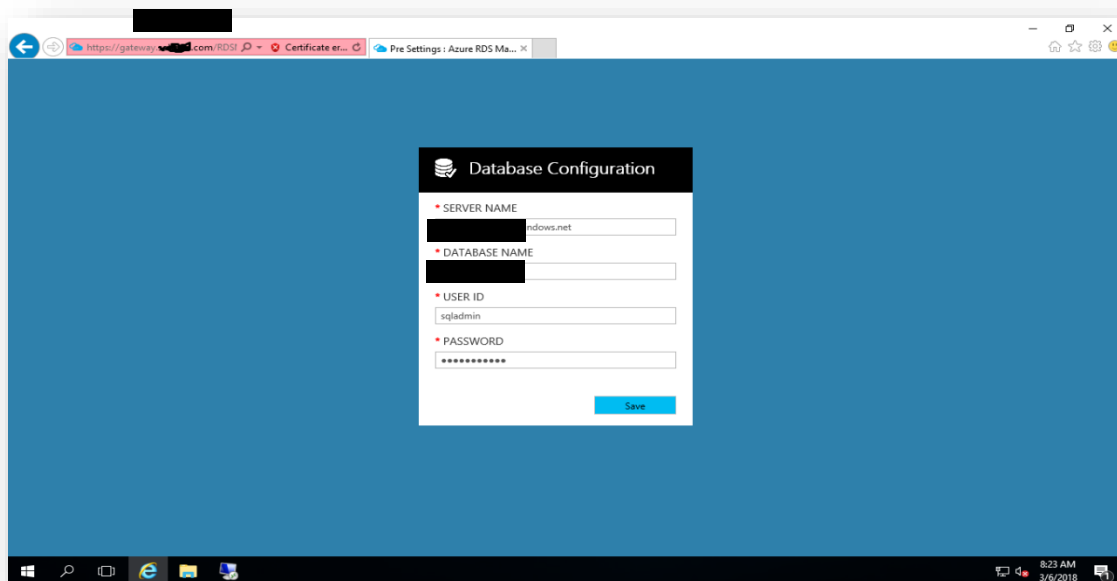 https://gateway. .com/RDSI
Certificate er...
Pre Settings : Azure RDS Ma...
Database Configuration
* SERVER NAME
ndows.net
* DATABASE NAME
* USER ID
sqladmin
* PASSWORD
Save
8:23 AM
3/6/2018